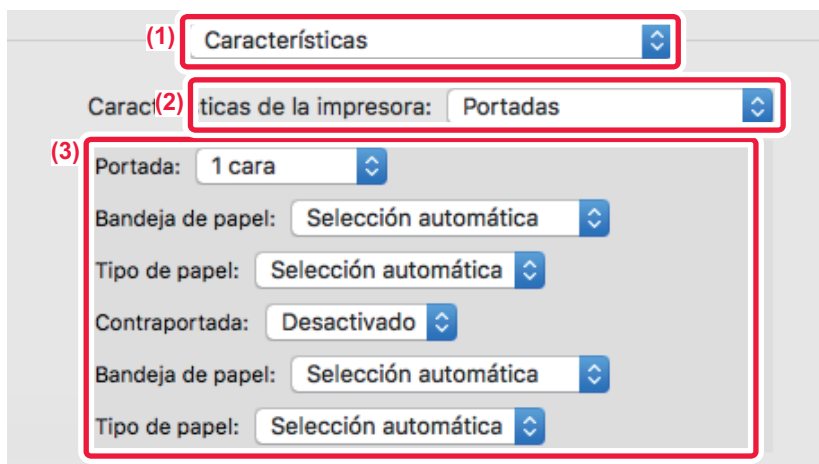 (1) Características
Caract(2) ticas de la impresora: Portadas
(3)
Portada: 1 cara
Bandeja de papel: Selección automática
Tipo de papel: Selección automática
Contraportada: Desactivado
Bandeja de papel: Selección automática
Tipo de papel: Selección automática